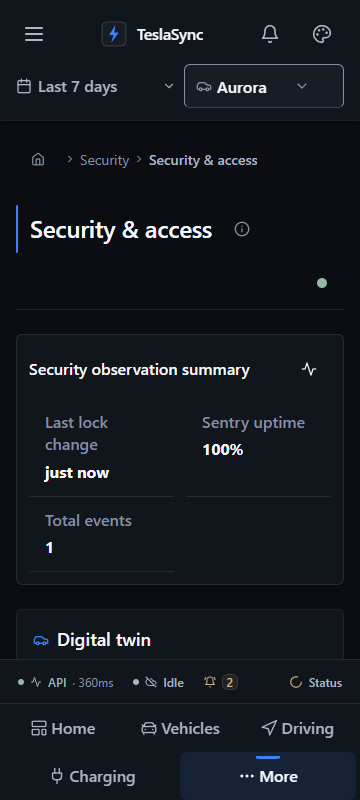 TeslaSync
Last 7 days
Aurora
Security
Security & access
Security & access
Security observation summary
Last lock
change
just now
Sentry uptime
100%
Total events
1
Digital twin
API · 360ms
Idle
2
Status
Home
Vehicles
Driving
Charging
More